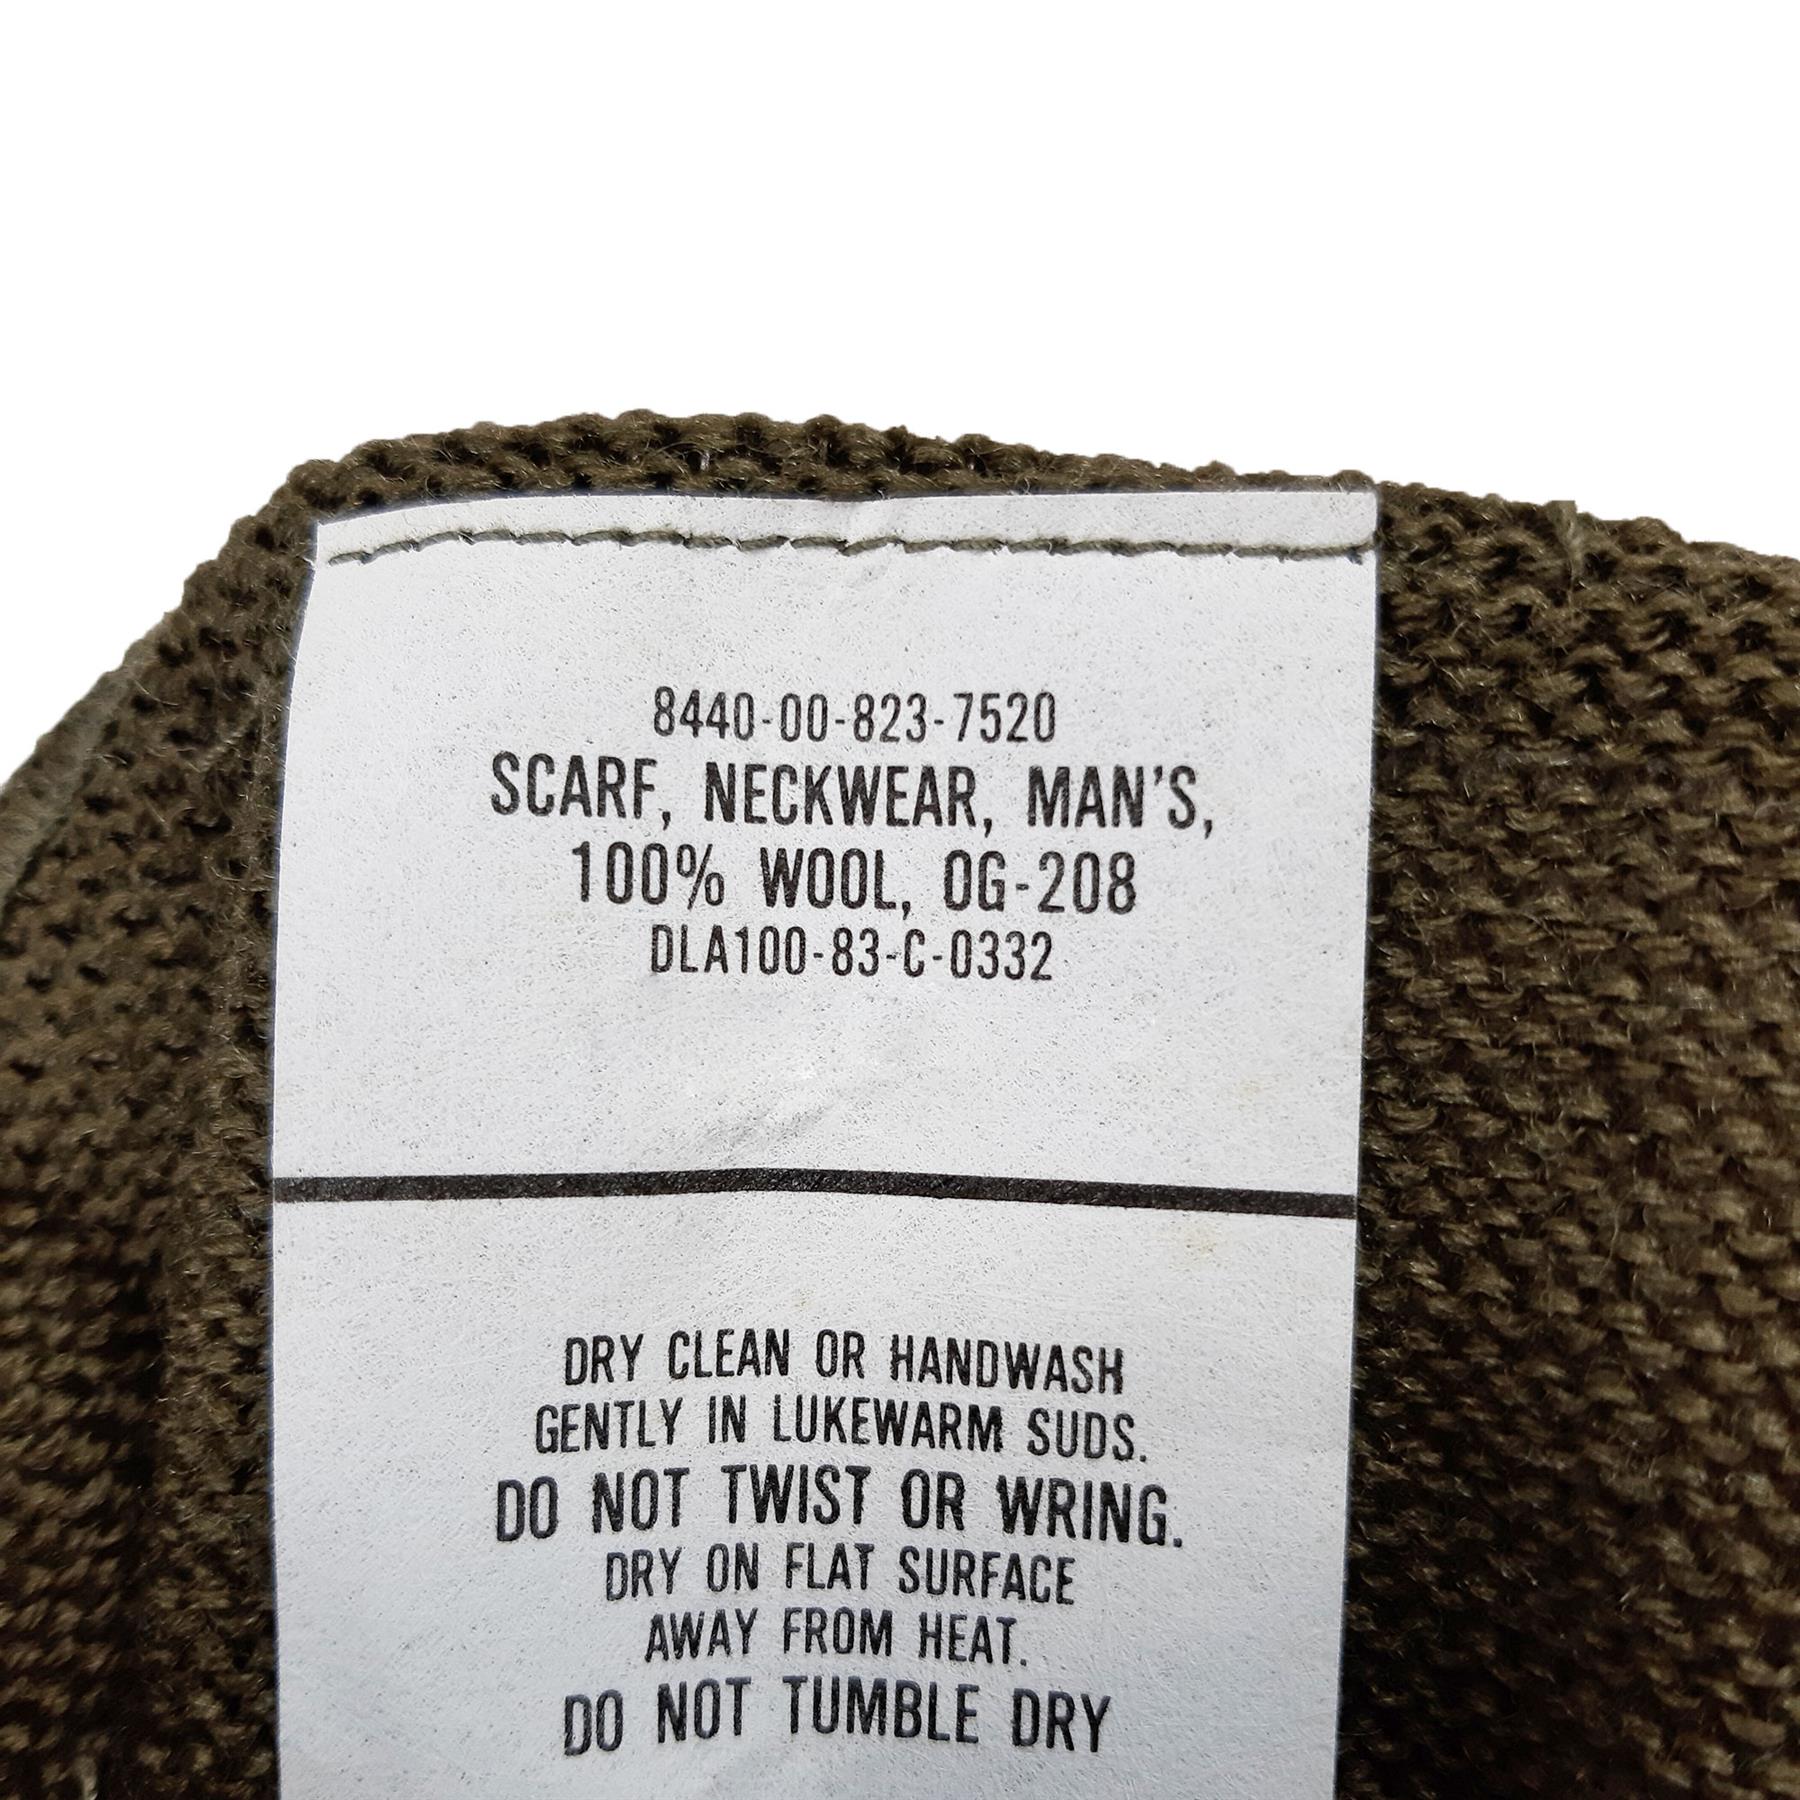 8440-00-823-7520
SCARF, NECKWEAR, MAN'S,
100% WOOL, OG-208
DLA100-83-C-0332
DRY CLEAN OR HANDWASH
GENTLY IN LUKEWARM SUDS.
DO NOT TWIST OR WRING.
DRY ON FLAT SURFACE
AWAY FROM HEAT.
DO NOT TUMBLE DRY